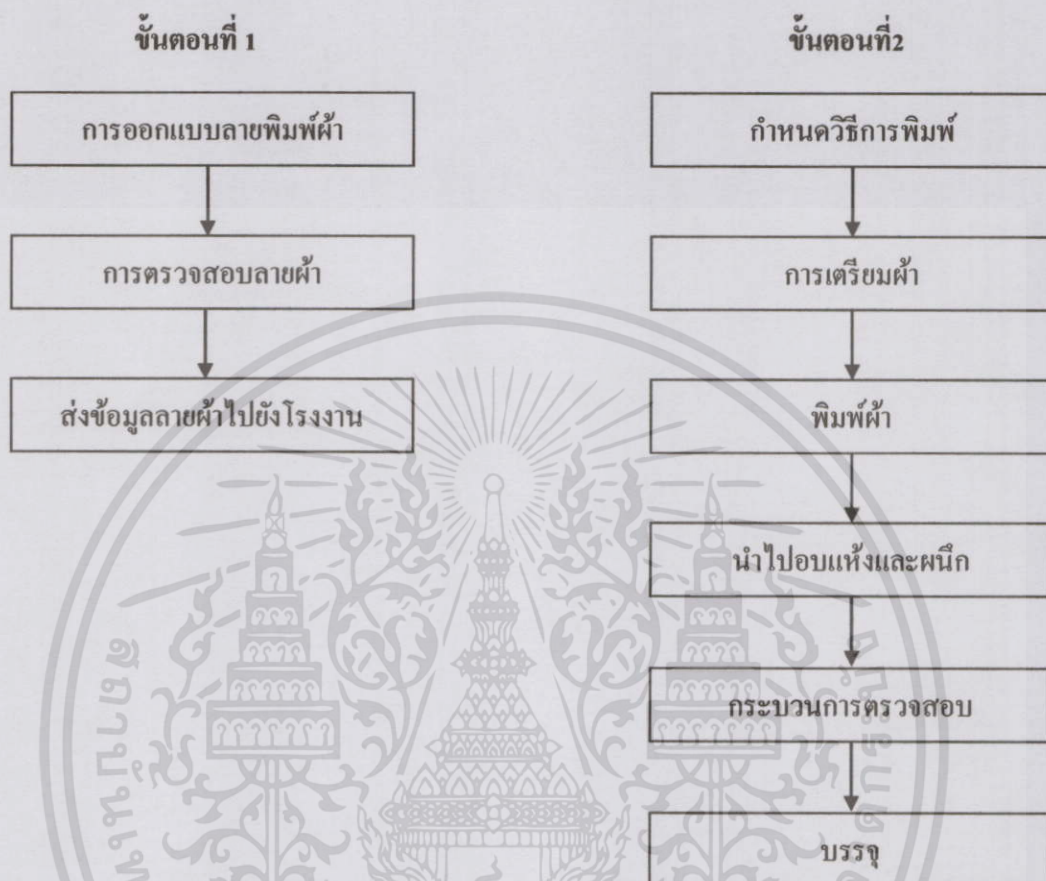 ขั้นตอนที่ 1
การออกแบบลายพิมพ์ผ้า
การตรวจสอบลายผ้า
ส่งข้อมูลลายผ้าไปยังโรงงาน
ขั้นตอนที่2
กำหนดวิธีการพิมพ์
การเตรียมผ้า
พิมพ์ผ้า
นำไปอบแห้งและผนึก
กระบวนการตรวจสอบ
บรรจุ